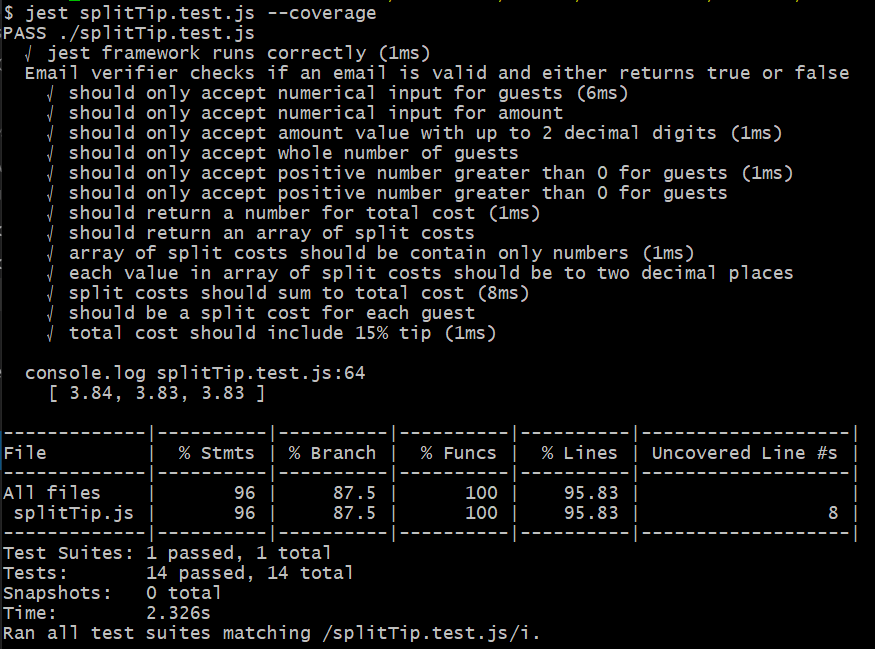 $ jest splitTip.test.js --coverage
PASS ./splitTip.test.js
√ jest framework runs correctly (1ms)
Email verifier checks if an email is valid and either returns true or false
√ should only accept numerical input for guests (6ms)
√ should only accept numerical input for amount
√ should only accept amount value with up to 2 decimal digits (1ms)
√ should only accept whole number of guests
√ should only accept positive number greater than 0 for guests (1ms)
√ should only accept positive number greater than 0 for guests
√ should return a number for total cost (1ms)
√ should return an array of split costs
√ array of split costs should be contain only numbers (1ms)
√ each value in array of split costs should be to two decimal places
√ split costs should sum to total cost (8ms)
√ should be a split cost for each guest
√ total cost should include 15% tip (1ms)
console.log splitTip.test.js:64
[ 3.84, 3.83, 3.83 ]
-------------|----------|----------|----------|----------|-------------------|
File         |  % Stmts | % Branch |  % Funcs |  % Lines | Uncovered Line #s |
-------------|----------|----------|----------|----------|-------------------|
All files    |       96 |     87.5 |      100 |    95.83 |                   |
 splitTip.js |       96 |     87.5 |      100 |    95.83 |                 8 |
-------------|----------|----------|----------|----------|-------------------|
Test Suites: 1 passed, 1 total
Tests:       14 passed, 14 total
Snapshots:   0 total
Time:        2.326s
Ran all test suites matching /splitTip.test.js/i.